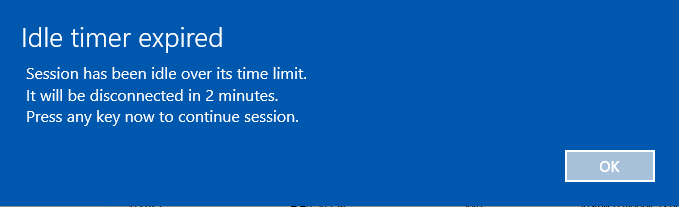 Idle timer expired
Session has been idle over its time limit.
It will be disconnected in 2 minutes.
Press any key now to continue session.
OK